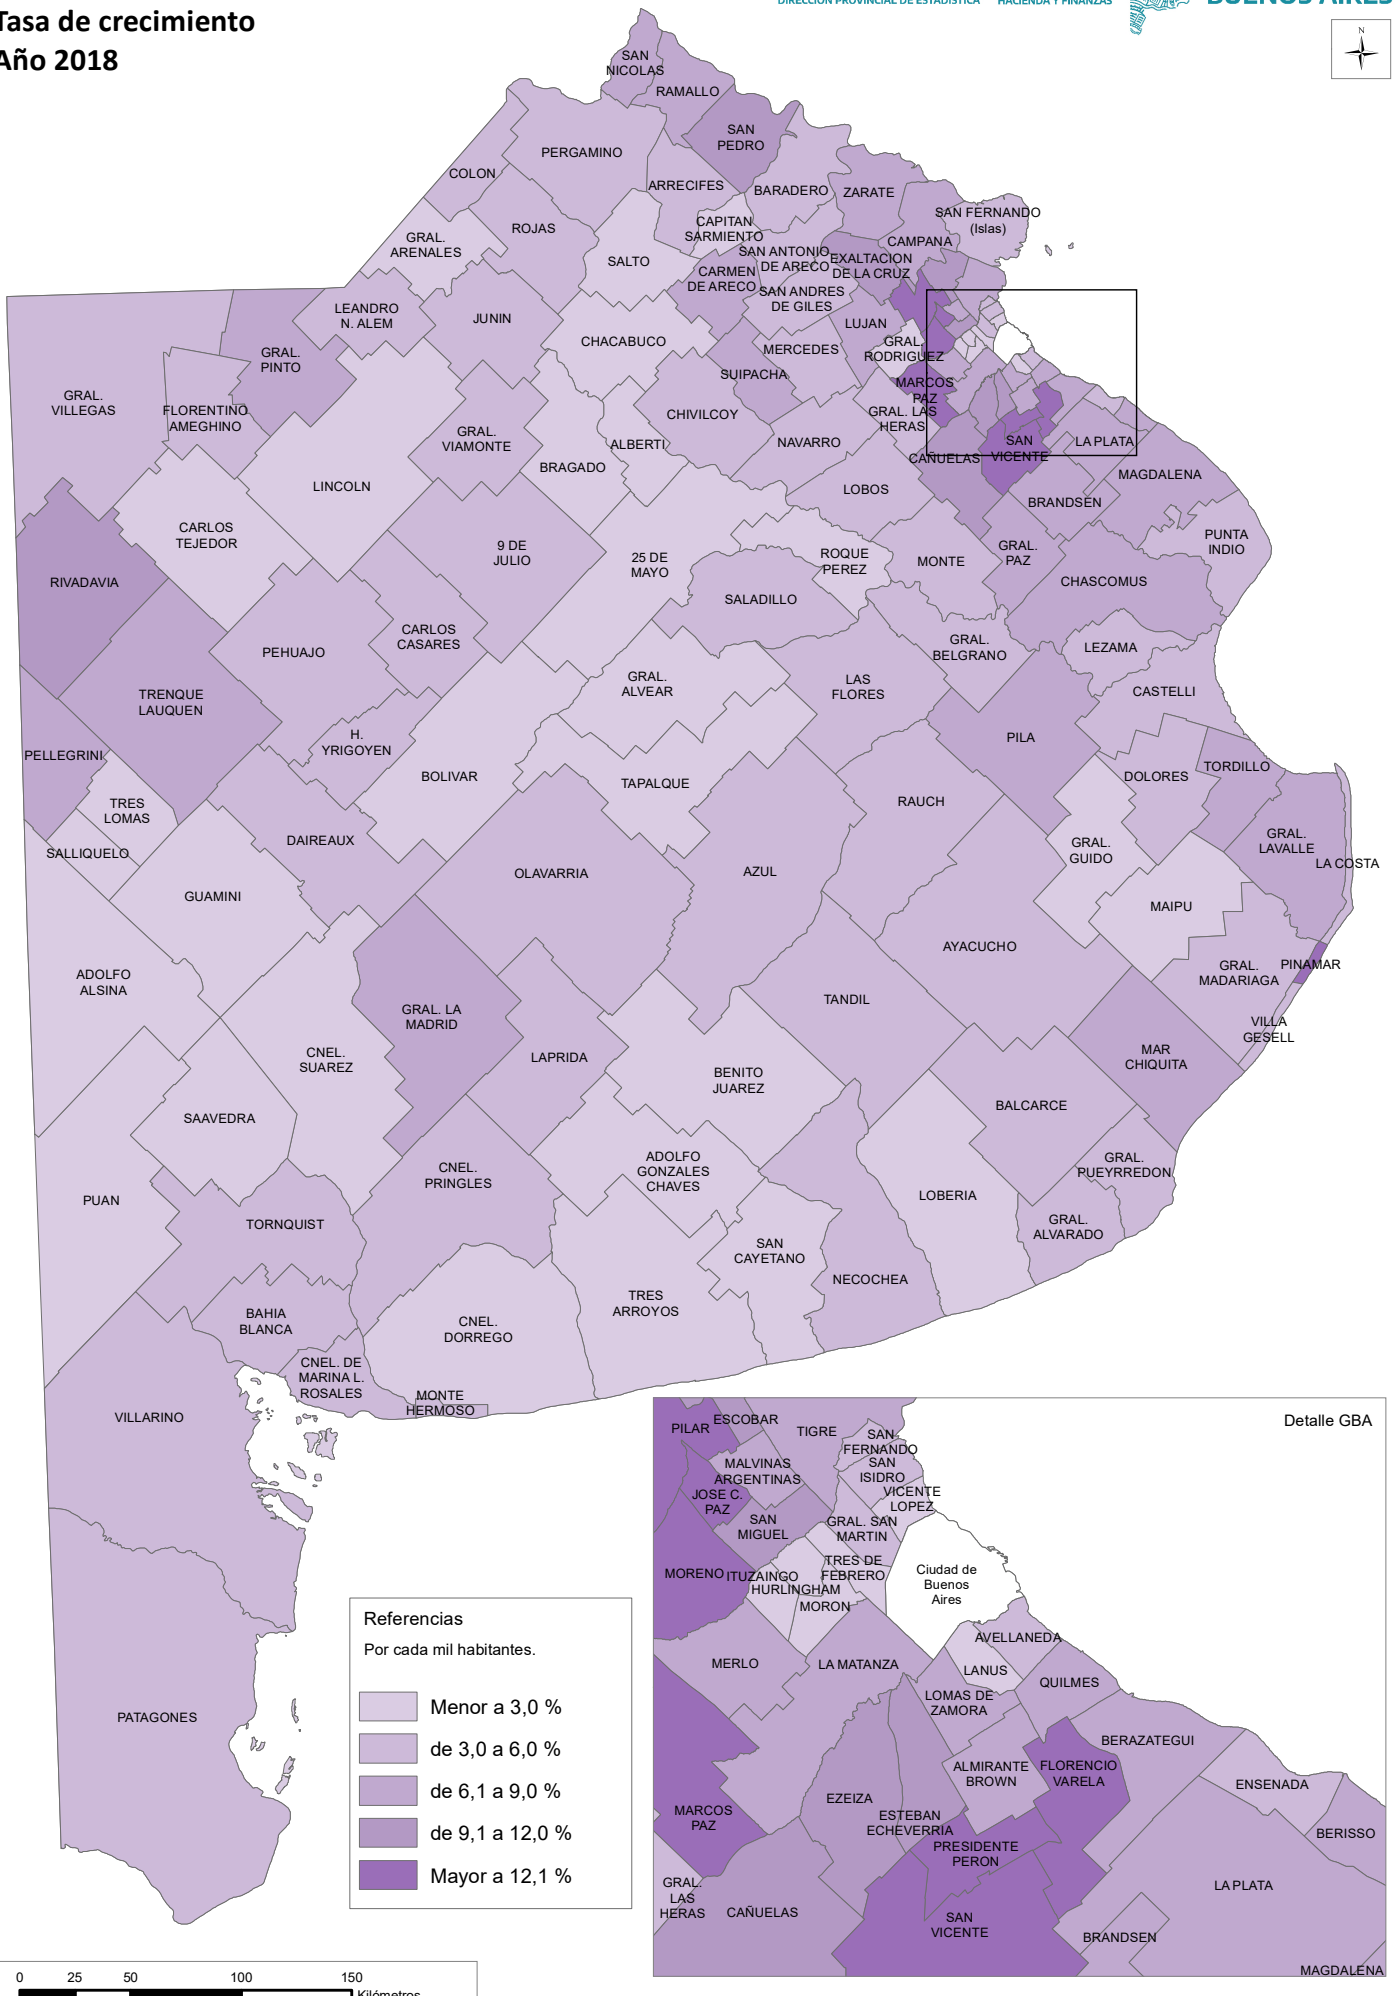 Tasa de crecimiento
Año 2018
DIRECCIÓN PROVINCIAL DE ESTADÍSTICA
HACIENDA Y FINANZAS
BUENOS AIRES
N
SAN
NICOLAS
RAMALLO
SAN
PEDRO
PERGAMINO
COLON
ARRECIFES
BARADERO
ZARATE
SAN FERNANDO
(Islas)
ROJAS
CAPITAN
SARMIENTO
GRAL.
ARENALES
SALTO
SAN ANTONIO
DE ARECO
EXALTACION
DE LA CRUZ
CAMPANA
CARMEN
DE ARECO
SAN ANDRES
DE GILES
LEANDRO
N. ALEM
JUNIN
CHACABUCO
LUJAN
GRAL.
RODRIGUEZ
MERCEDES
GRAL.
PINTO
SUIPACHA
MARCOS
PAZ
GRAL.
VILLEGAS
FLORENTINO
AMEGHINO
CHIVILCOY
GRAL. LAS
HERAS
GRAL.
VIAMONTE
ALBERTI
NAVARRO
SAN
VICENTE
LA PLATA
BRAGADO
CAÑUELAS
MAGDALENA
LINCOLN
LOBOS
BRANDSEN
CARLOS
TEJEDOR
9 DE
JULIO
25 DE
MAYO
ROQUE
PEREZ
MONTE
GRAL.
PAZ
PUNTA
INDIO
RIVADAVIA
SALADILLO
CHASCOMUS
CARLOS
CASARES
PEHUAJO
GRAL.
BELGRANO
LEZAMA
TRENQUE
LAUQUEN
GRAL.
ALVEAR
LAS
FLORES
CASTELLI
H.
YRIGOYEN
PILA
PELLEGRINI
BOLIVAR
TAPALQUE
DOLORES
TORDILLO
TRES
LOMAS
RAUCH
DAIREAUX
GRAL.
GUIDO
GRAL.
LAVALLE
SALLIQUELO
LA COSTA
OLAVARRIA
AZUL
GUAMINI
MAIPU
AYACUCHO
ADOLFO
ALSINA
GRAL.
MADARIAGA
PINAMAR
GRAL. LA
MADRID
TANDIL
VILLA
GESELL
CNEL.
SUAREZ
LAPRIDA
MAR
CHIQUITA
BENITO
JUAREZ
SAAVEDRA
BALCARCE
ADOLFO
GONZALES
CHAVES
CNEL.
PRINGLES
GRAL.
PUEYRREDON
PUAN
LOBERIA
TORNQUIST
GRAL.
ALVARADO
SAN
CAYETANO
NECOCHEA
TRES
ARROYOS
BAHIA
BLANCA
CNEL.
DORREGO
CNEL. DE
MARINA L.
ROSALES
MONTE
HERMOSO
VILLARINO
PATAGONES
Detalle GBA
PILAR
ESCOBAR
TIGRE
SAN
FERNANDO
MALVINAS
ARGENTINAS
SAN
ISIDRO
JOSE C.
PAZ
VICENTE
LOPEZ
SAN
MIGUEL
GRAL. SAN
MARTIN
TRES DE
FEBRERO
MORENO
ITUZAINGO
HURLINGHAM
MORON
Ciudad de
Buenos
Aires
AVELLANEDA
MERLO
LA MATANZA
LANUS
QUILMES
LOMAS DE
ZAMORA
BERAZATEGUI
ALMIRANTE
BROWN
FLORENCIO
VARELA
ENSENADA
EZEIZA
MARCOS
PAZ
ESTEBAN
ECHEVERRIA
BERISSO
PRESIDENTE
PERON
GRAL.
LAS
HERAS
LA PLATA
CAÑUELAS
SAN
VICENTE
BRANDSEN
MAGDALENA
Referencias
Por cada mil habitantes.
Menor a 3,0 %
de 3,0 a 6,0 %
de 6,1 a 9,0 %
de 9,1 a 12,0 %
Mayor a 12,1 %
0 25 50 100 150
Kilómetros